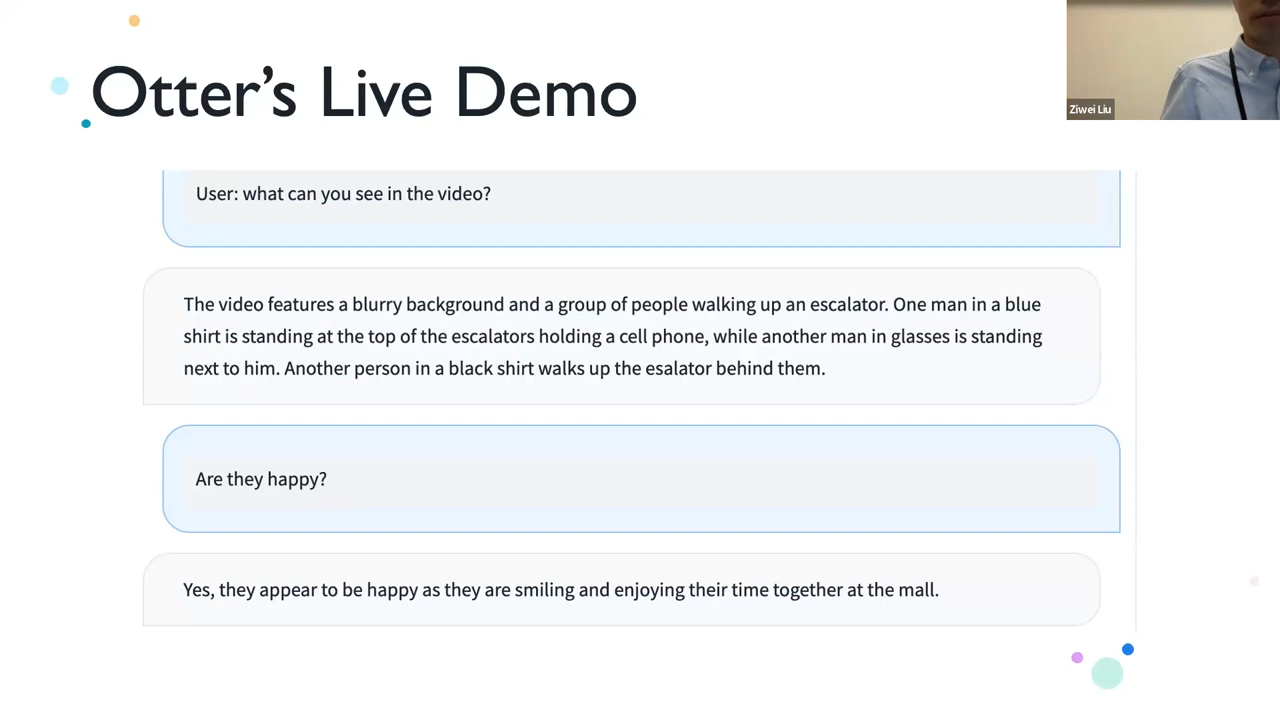 Otter's Live Demo
Ziwei Liu
User: what can you see in the video?
The video features a blurry background and a group of people walking up an escalator. One man in a blue
shirt is standing at the top of the escalators holding a cell phone, while another man in glasses is standing
next to him. Another person in a black shirt walks up the esalator behind them.
Are they happy?
Yes, they appear to be happy as they are smiling and enjoying their time together at the mall.